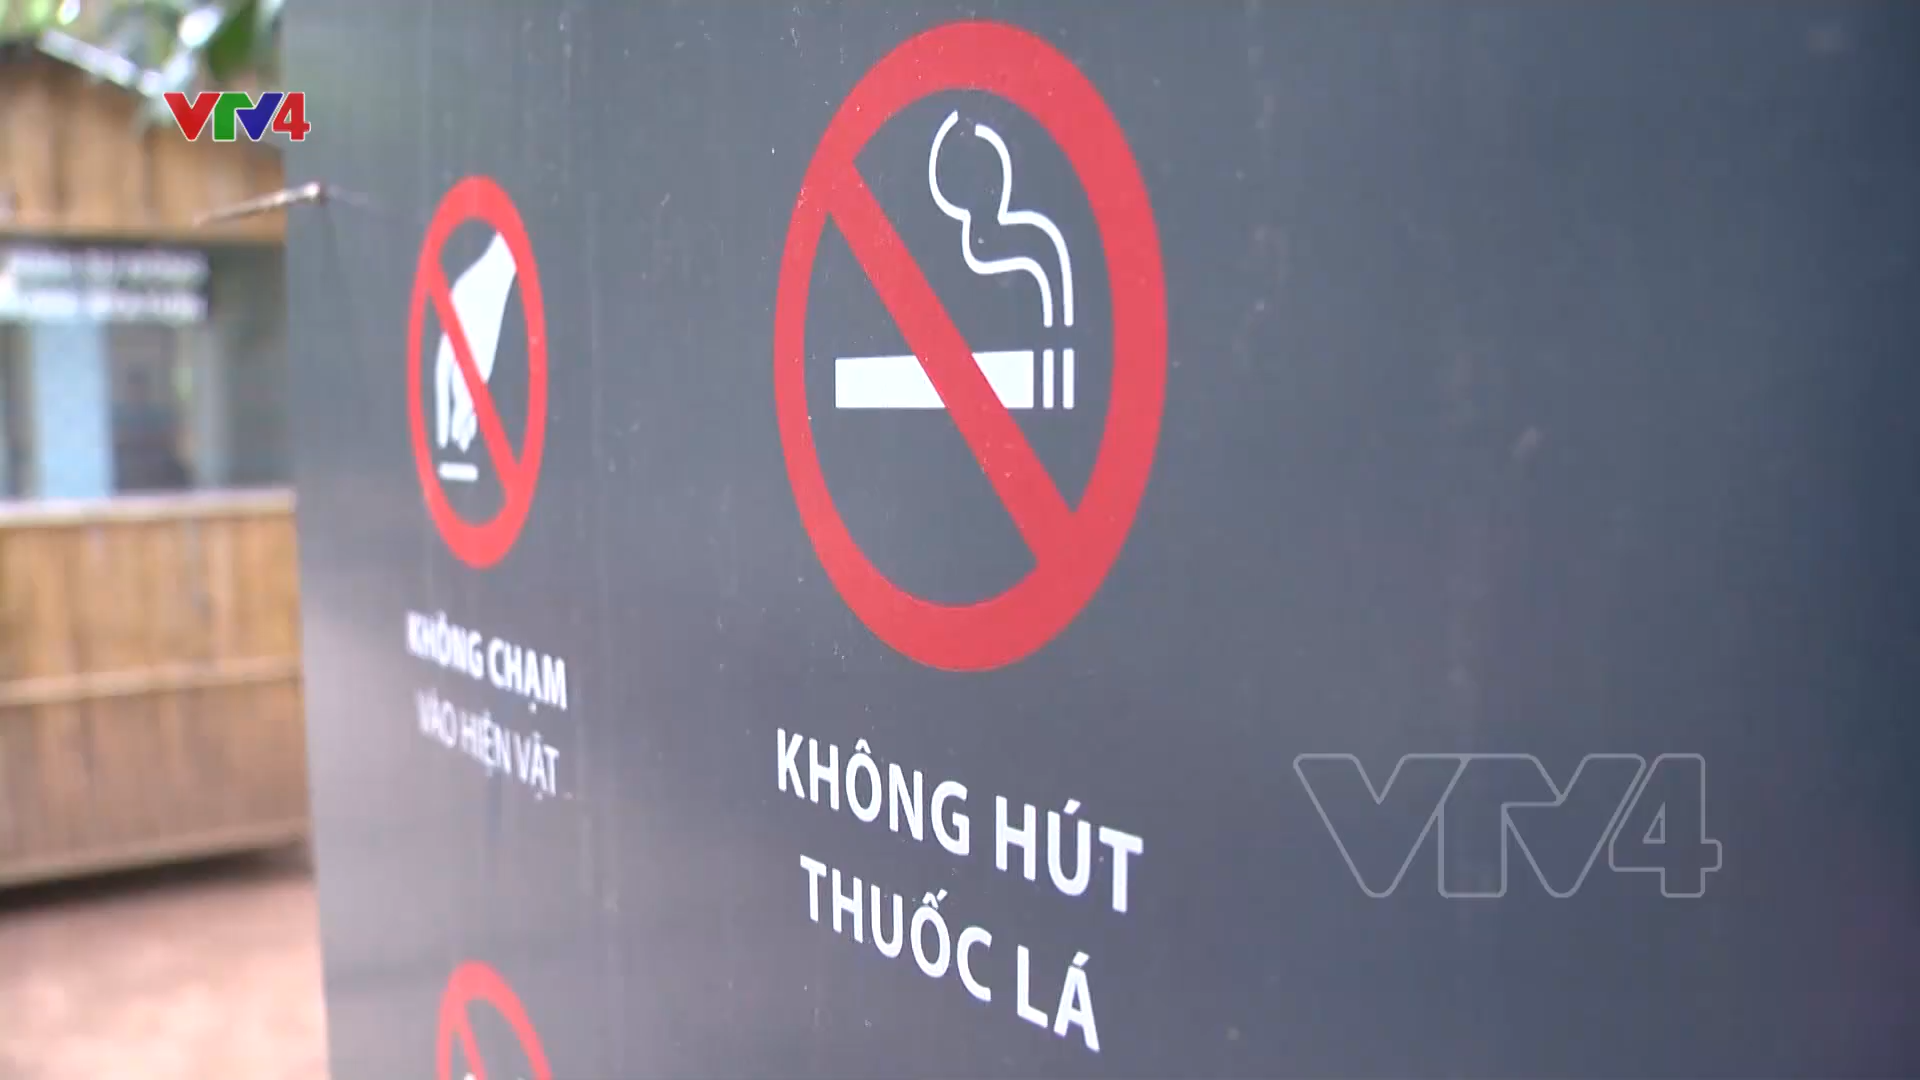 VTV4
KHÔNG CHẠM
VÀO HIỆN VẬT
KHÔNG HÚT
THUỐC LÁ
VTV4